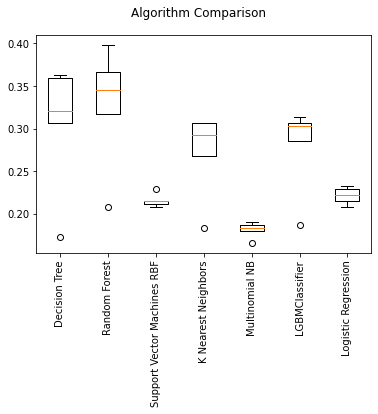 Algorithm Comparison
0.40
0.35
0.30
0.25
0.20
Decision Tree
Random Forest
Support Vector Machines RBF
K Nearest Neighbors
Multinomial NB
LGBMClassifier
Logistic Regression